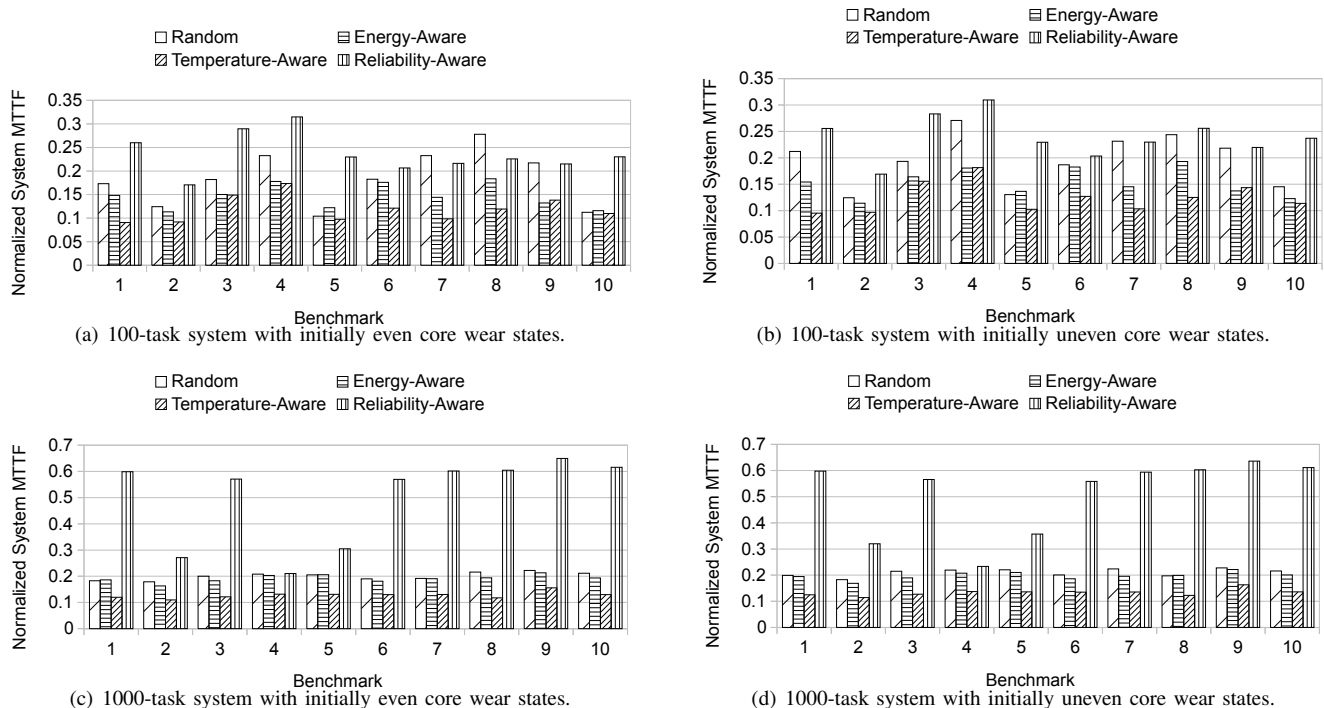 Random Energy-Aware
Temperature-Aware Reliability-Aware
Normalized System MTTF
0.35
0.3
0.25
0.2
0.15
0.1
0.05
0
1 2 3 4 5 6 7 8 9 10
Benchmark
(a) 100-task system with initially even core wear states.
Random Energy-Aware
Temperature-Aware Reliability-Aware
Normalized System MTTF
0.35
0.3
0.25
0.2
0.15
0.1
0.05
0
1 2 3 4 5 6 7 8 9 10
Benchmark
(b) 100-task system with initially uneven core wear states.
Random Energy-Aware
Temperature-Aware Reliability-Aware
Normalized System MTTF
0.7
0.6
0.5
0.4
0.3
0.2
0.1
0
1 2 3 4 5 6 7 8 9 10
Benchmark
(c) 1000-task system with initially even core wear states.
Random Energy-Aware
Temperature-Aware Reliability-Aware
Normalized System MTTF
0.7
0.6
0.5
0.4
0.3
0.2
0.1
0
1 2 3 4 5 6 7 8 9 10
Benchmark
(d) 1000-task system with initially uneven core wear states.